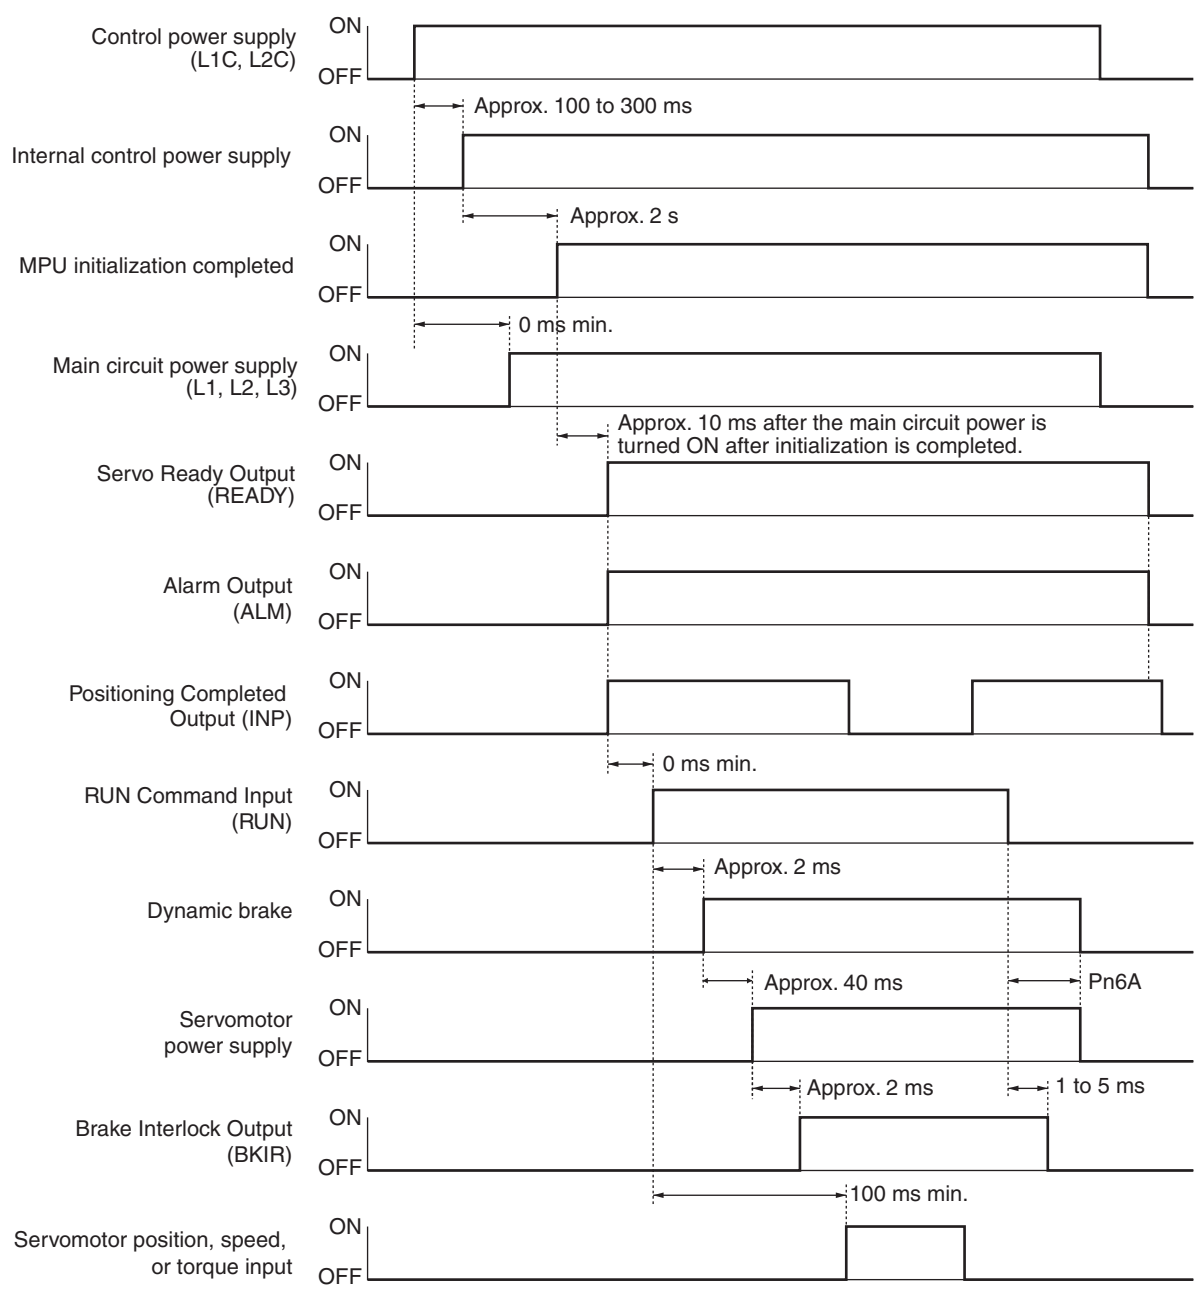 Control power supply
(L1C, L2C)
ON
OFF
Approx. 100 to 300 ms
Internal control power supply
ON
OFF
Approx. 2 s
MPU initialization completed
ON
OFF
0 ms min.
Main circuit power supply
(L1, L2, L3)
ON
OFF
Approx. 10 ms after the main circuit power is
turned ON after initialization is completed.
Servo Ready Output
(READY)
ON
OFF
Alarm Output
(ALM)
ON
OFF
Positioning Completed
Output (INP)
ON
OFF
0 ms min.
RUN Command Input
(RUN)
ON
OFF
Approx. 2 ms
Dynamic brake
ON
OFF
Approx. 40 ms
Pn6A
Servomotor
power supply
ON
OFF
Approx. 2 ms
1 to 5 ms
Brake Interlock Output
(BKIR)
ON
OFF
100 ms min.
Servomotor position, speed,
or torque input
ON
OFF